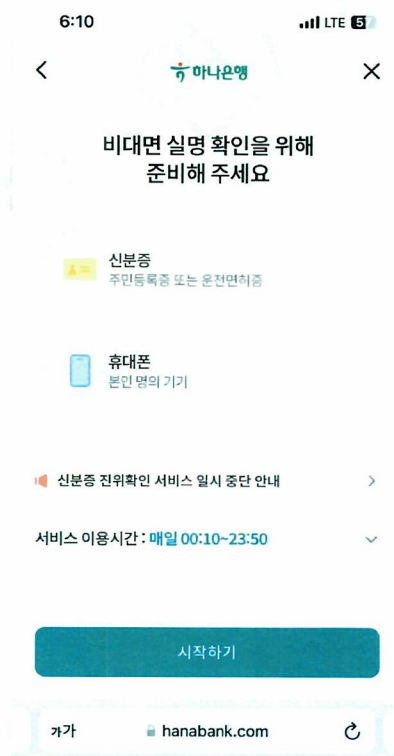 6:10
LTE 57
하나은행
비대면 실명 확인을 위해
준비해 주세요
신분증
주민등록증 또는 운전면허증
휴대폰
본인 명의 기기
신분증 진위확인 서비스 일시 중단 안내
서비스 이용시간 : 매일 00:10~23:50
시작하기
가가 hanabank.com